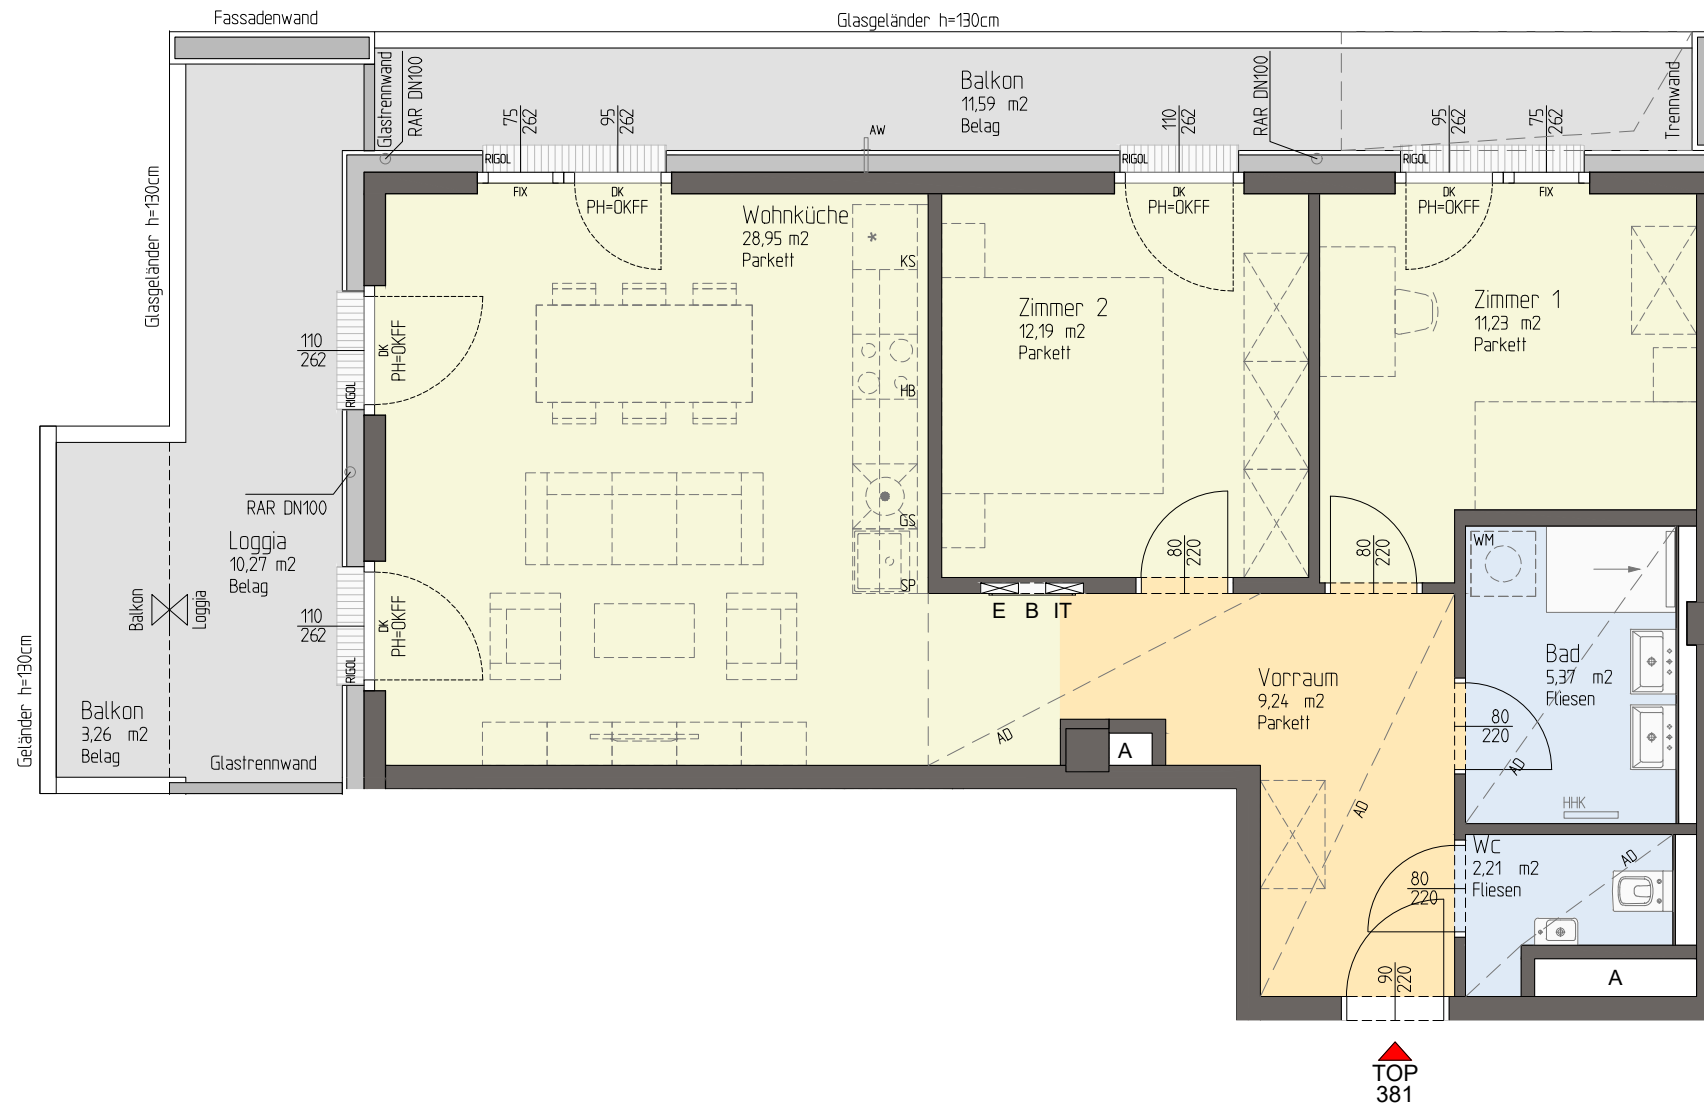 Fassadenwand
Glasgeländer h=130cm
Glastrennwand
RAR DN100
75
262
95
262
Balkon
11,59 m2
Belag
AW
110
262
RAR DN100
95
262
75
262
Trennwand
RIGOL
RIGOL
RIGOL
FIX
DK
PH=OKFF
DK
PH=OKFF
DK
PH=OKFF
FIX
Glasgeländer h=130cm
Wohnküche
28,95 m2
Parkett
*
KS
HB
GS
SP
Zimmer 2
12,19 m2
Parkett
Zimmer 1
11,23 m2
Parkett
110
262
RIGOL
DK
PH=OKFF
RAR DN100
Loggia
10,27 m2
Belag
Balkon
Loggia
110
262
RIGOL
DK
PH=OKFF
Geländer h=130cm
Balkon
3,26 m2
Belag
Glastrennwand
80
220
80
220
E B IT
WM
Bad
5,37 m2
Fliesen
Vorraum
9,24 m2
Parkett
80
220
AD
A
AD
AD
HHK
Wc
2,21 m2
Fliesen
80
220
AD
90
220
A
TOP
381